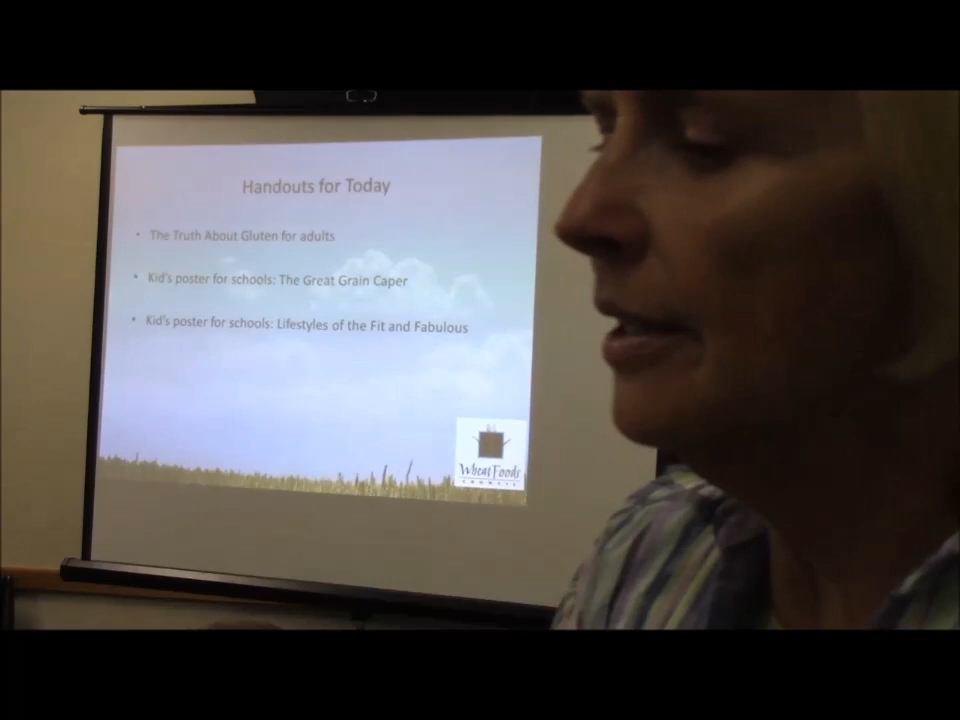 Handouts for Today
• The Truth About Gluten for adults
• Kid's poster for schools: The Great Grain Caper
• Kid's poster for schools: Lifestyles of the Fit and Fabulous
Wheat Foods
COUNCIL